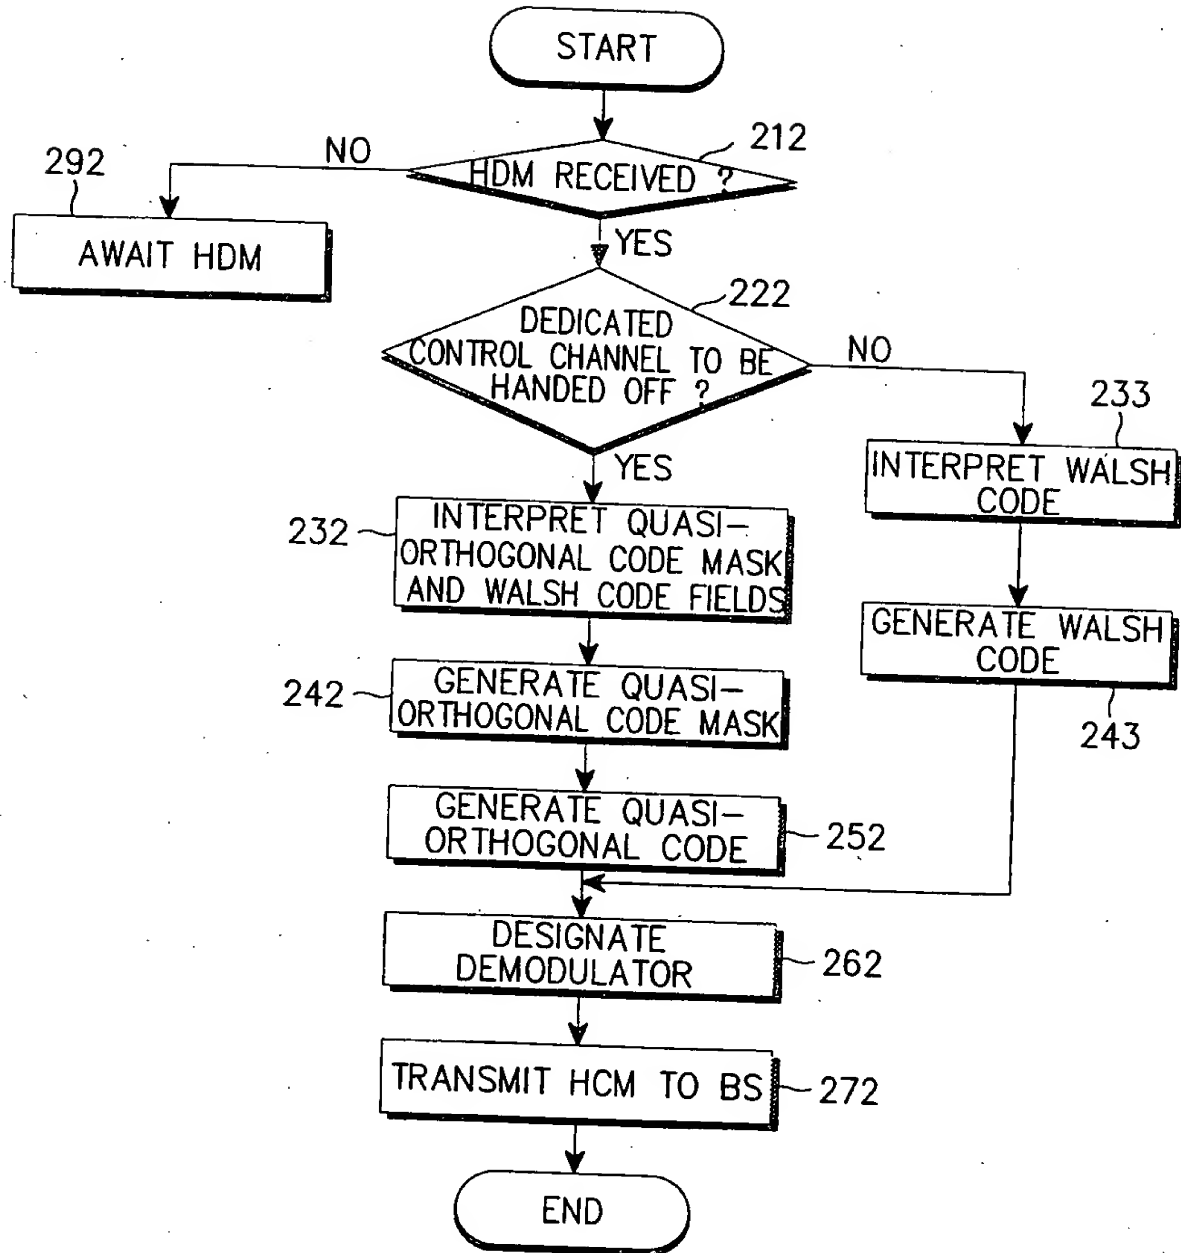 START
212
HDM RECEIVED ?
NO
292
AWAIT HDM
YES
222
DEDICATED
CONTROL CHANNEL TO BE
HANDED OFF ?
NO
YES
233
INTERPRET WALSH
CODE
232
INTERPRET QUASI-
ORTHOGONAL CODE MASK
AND WALSH CODE FIELDS
GENERATE WALSH
CODE
243
242
GENERATE QUASI-
ORTHOGONAL CODE MASK
GENERATE QUASI-
ORTHOGONAL CODE
252
DESIGNATE
DEMODULATOR
262
TRANSMIT HCM TO BS
272
END